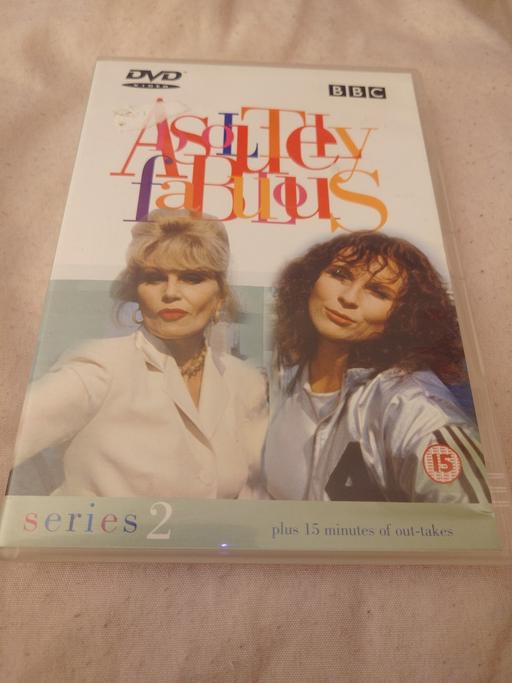 DVD
VIDEO
BBC
AbsoLuTely
faBuLouS
15
series 2
plus 15 minutes of out-takes